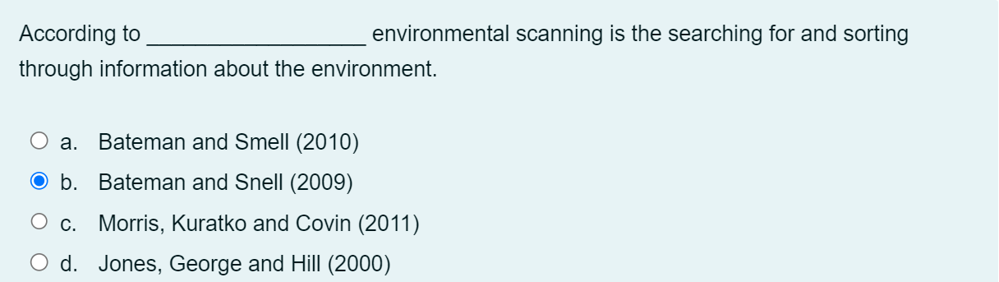 According to ___________________ environmental scanning is the searching for and sorting
through information about the environment.
a. Bateman and Smell (2010)
b. Bateman and Snell (2009)
c. Morris, Kuratko and Covin (2011)
d. Jones, George and Hill (2000)